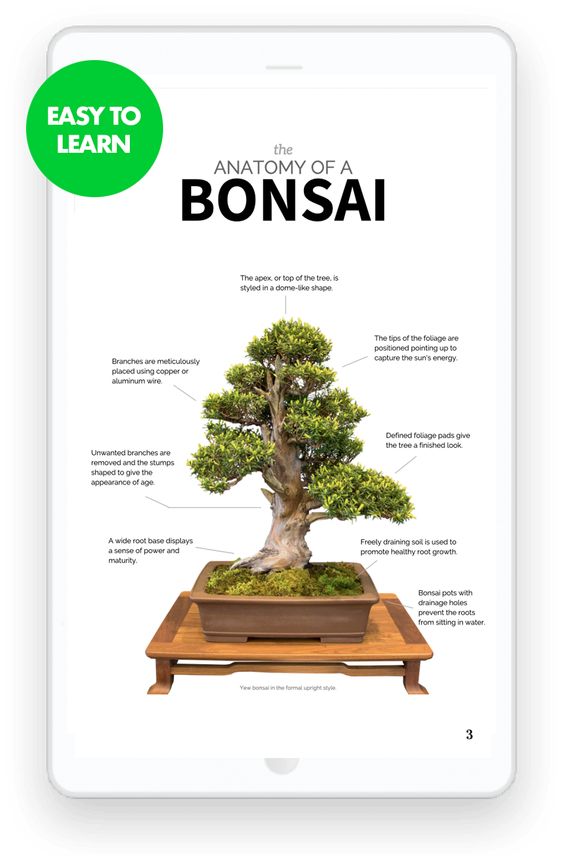 EASY TO
LEARN
the
ANATOMY OF A
BONSAI
The apex, or top of the tree, is
styled in a dome-like shape.
The tips of the foliage are
positioned pointing up to
capture the sun's energy.
Branches are meticulously
placed using copper or
aluminum wire.
Defined foliage pads give
the tree a finished look.
Unwanted branches are
removed and the stumps
shaped to give the
appearance of age.
A wide root base displays
a sense of power and
maturity.
Freely draining soil is used to
promote healthy root growth.
Bonsai pots with
drainage holes
prevent the roots
from sitting in water.
Yew bonsai in the formal upright style.
3